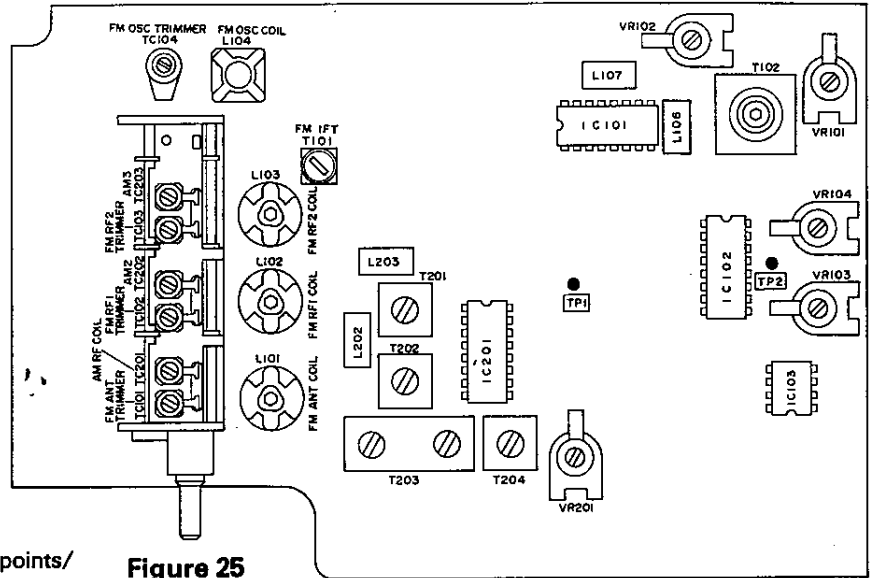 FM OSC TRIMMER
TC104
FM OSC COIL
L104
VR102
T102
VR101
L107
IC101
L106
FM IFT
T101
AM3
TC203
FM RF2
TRIMMER
TC103
L103
FM RF2 COIL
AM2
TC202
FM RF1
TRIMMER
TC102
L102
FM RF1 COIL
AM RF COIL
TC201
FM ANT
TRIMMER
TC101
L101
FM ANT COIL
L203
T201
L202
T202
IC201
T203
T204
VR201
TP1
VR104
IC102
TP2
VR103
IC103
points/
Figure 25